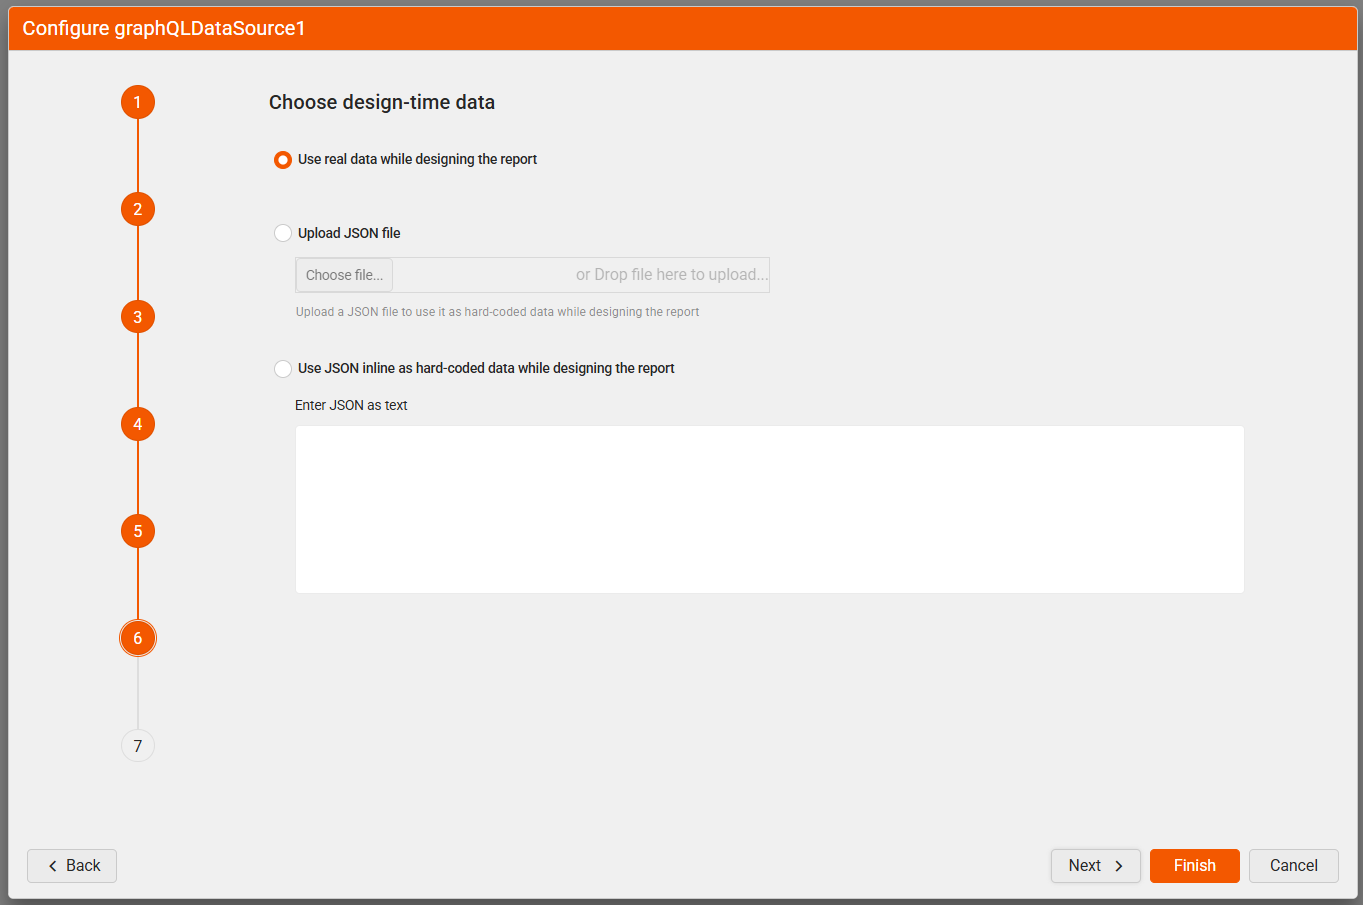 Configure graphQLDataSource1
1
Choose design-time data
Use real data while designing the report
2
Upload JSON file
Choose file...
or Drop file here to upload...
Upload a JSON file to use it as hard-coded data while designing the report
3
Use JSON inline as hard-coded data while designing the report
Enter JSON as text
4
5
6
7
Back
Next
Finish
Cancel